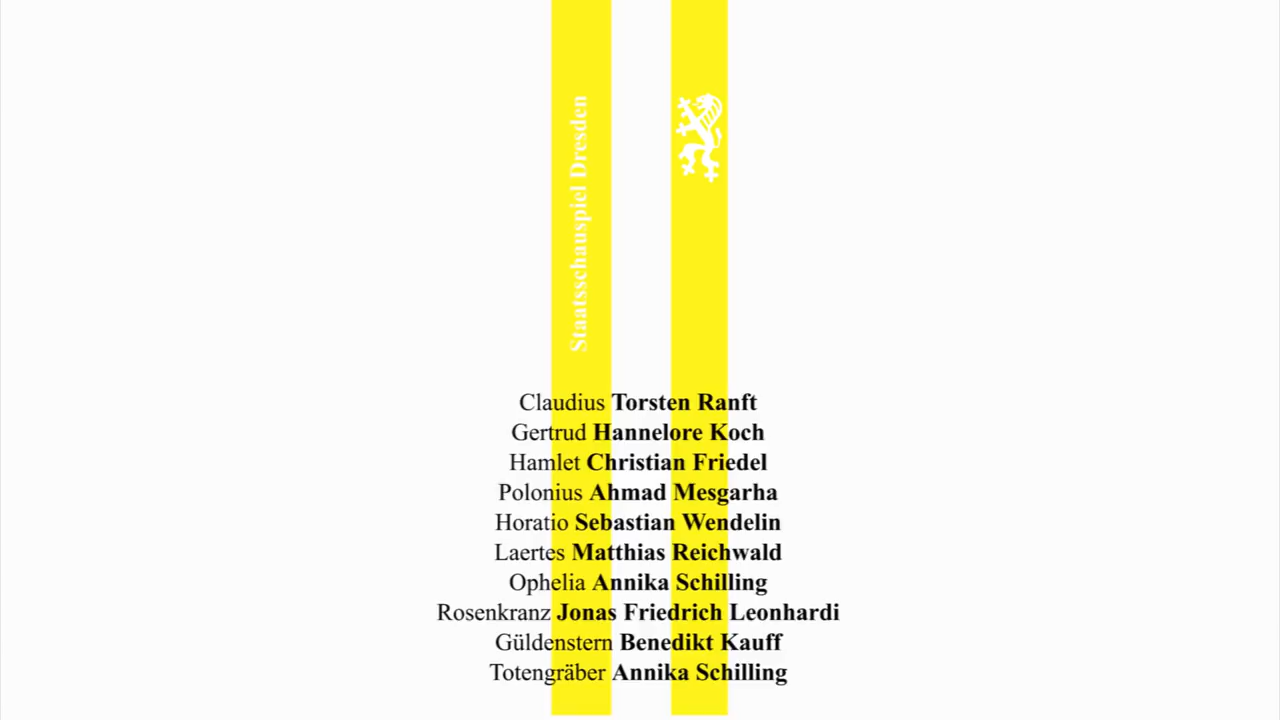 Staatsschauspiel Dresden
Claudius Torsten Ranft
Gertrud Hannelore Koch
Hamlet Christian Friedel
Polonius Ahmad Mesgarha
Horatio Sebastian Wendelin
Laertes Matthias Reichwald
Ophelia Annika Schilling
Rosenkranz Jonas Friedrich Leonhardi
Güldenstern Benedikt Kauff
Totengräber Annika Schilling